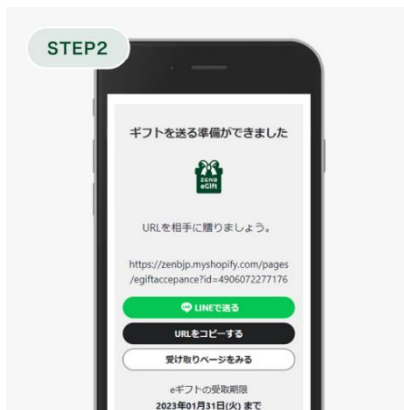 STEP2
ギフトを送る準備ができました
ZENB
eGift
URLを相手に贈りましょう。
https://zenbjp.myshopify.com/pages
/egiftaccepance?id=4906072277176
LINEで送る
URLをコピーする
受け取りページをみる
eギフトの受取期限
2023年01月31日(火) まで